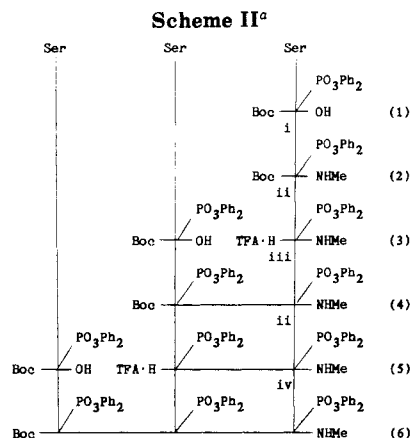 Scheme IIa
Ser Ser Ser
PO3Ph2
Boc OH (1)
i
PO3Ph2
Boc NHMe (2)
ii
PO3Ph2 PO3Ph2
Boc OH TFA·H NHMe (3)
iii
PO3Ph2 PO3Ph2
Boc NHMe (4)
ii
PO3Ph2 PO3Ph2 PO3Ph2
Boc OH TFA·H NHMe (5)
iv
PO3Ph2 PO3Ph2 PO3Ph2
Boc NHMe (6)